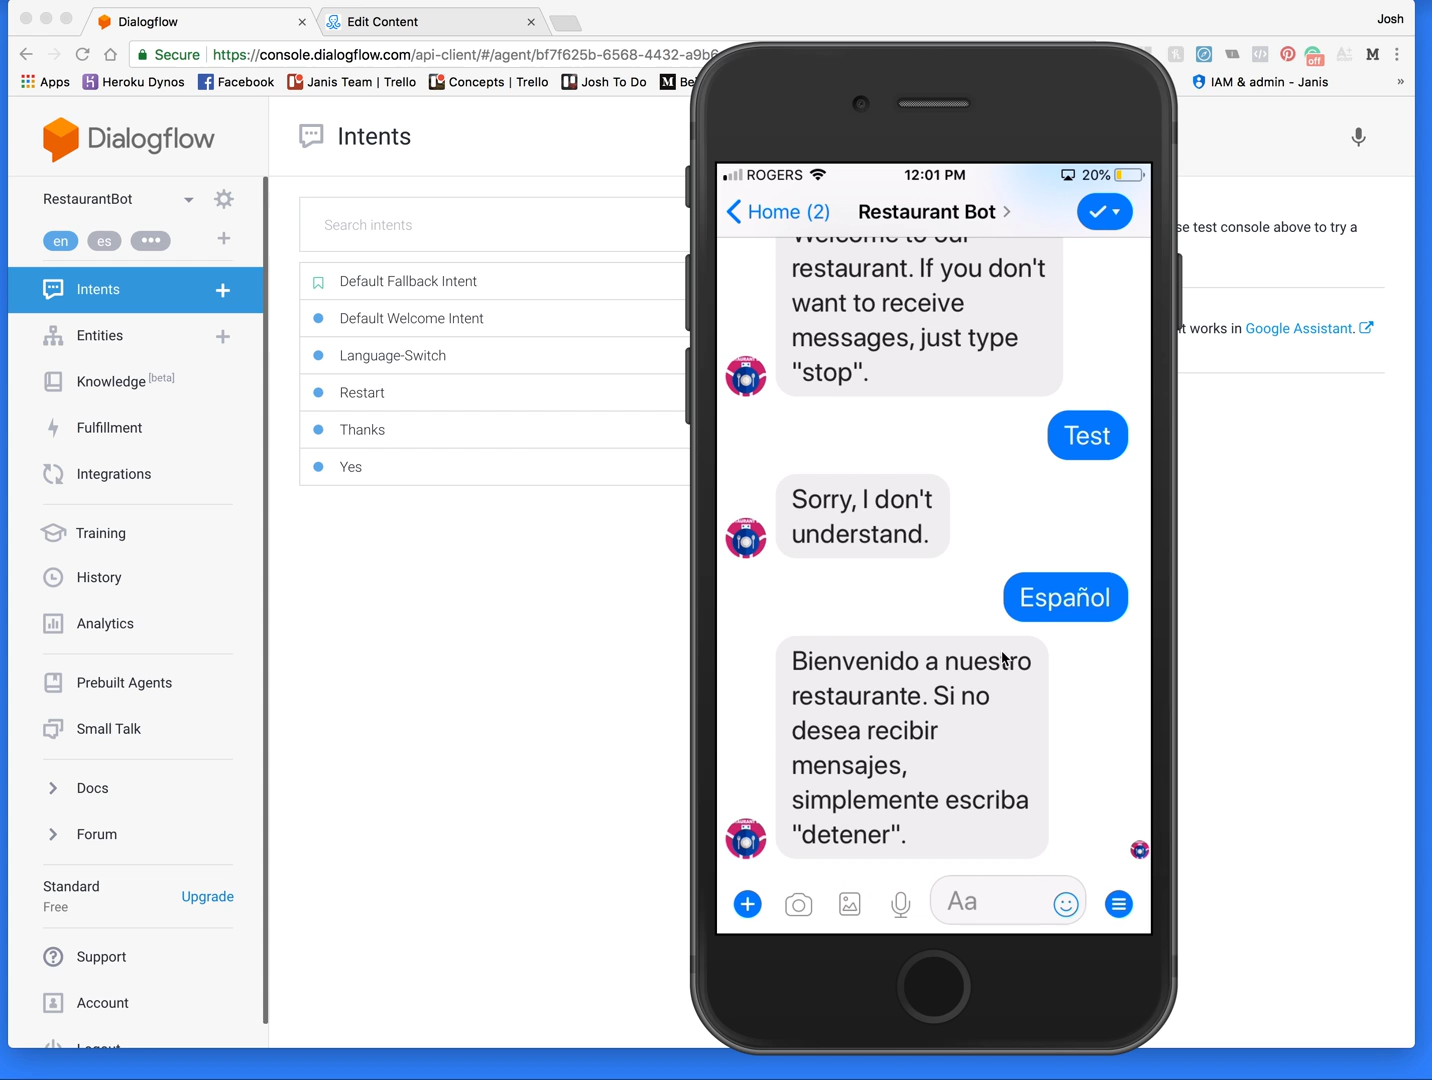 Dialogflow
Edit Content
Josh
Secure
https://console.dialogflow.com/api-client/#/agent/bf7f625b-6568-4432-a9b6
off
M
Apps
Heroku Dynos
Facebook
Janis Team | Trello
Concepts | Trello
Josh To Do
IAM & admin - Janis
»
Dialogflow
Intents
RestaurantBot
en
es
Search intents
Intents
Entities
Knowledge [beta]
Fulfillment
Integrations
Training
History
Analytics
Prebuilt Agents
Small Talk
Docs
Forum
Standard
Free
Upgrade
Support
Account
Logout
Default Fallback Intent
Default Welcome Intent
Language-Switch
Restart
Thanks
Yes
ROGERS
12:01 PM
20%
Home (2)
Restaurant Bot
Welcome to our
restaurant. If you don't
want to receive
messages, just type
"stop".
Test
Sorry, I don't
understand.
Español
Bienvenido a nuestro
restaurante. Si no
desea recibir
mensajes,
simplemente escriba
"detener".
Aa
test console above to try a
works in Google Assistant.